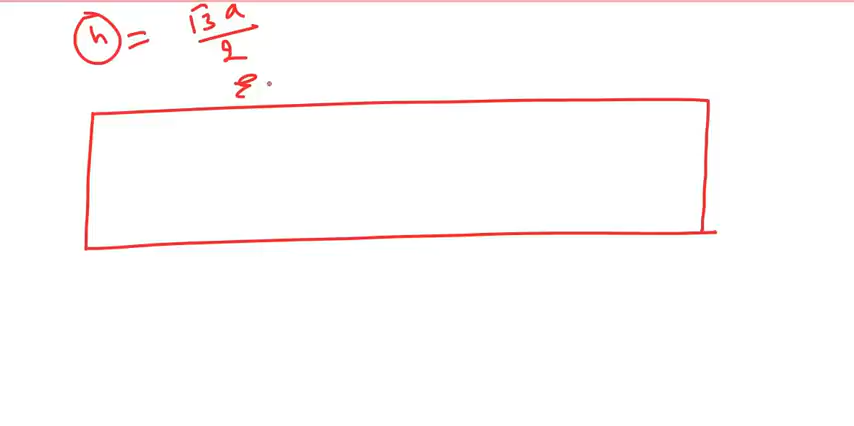 h = √3 a / 2